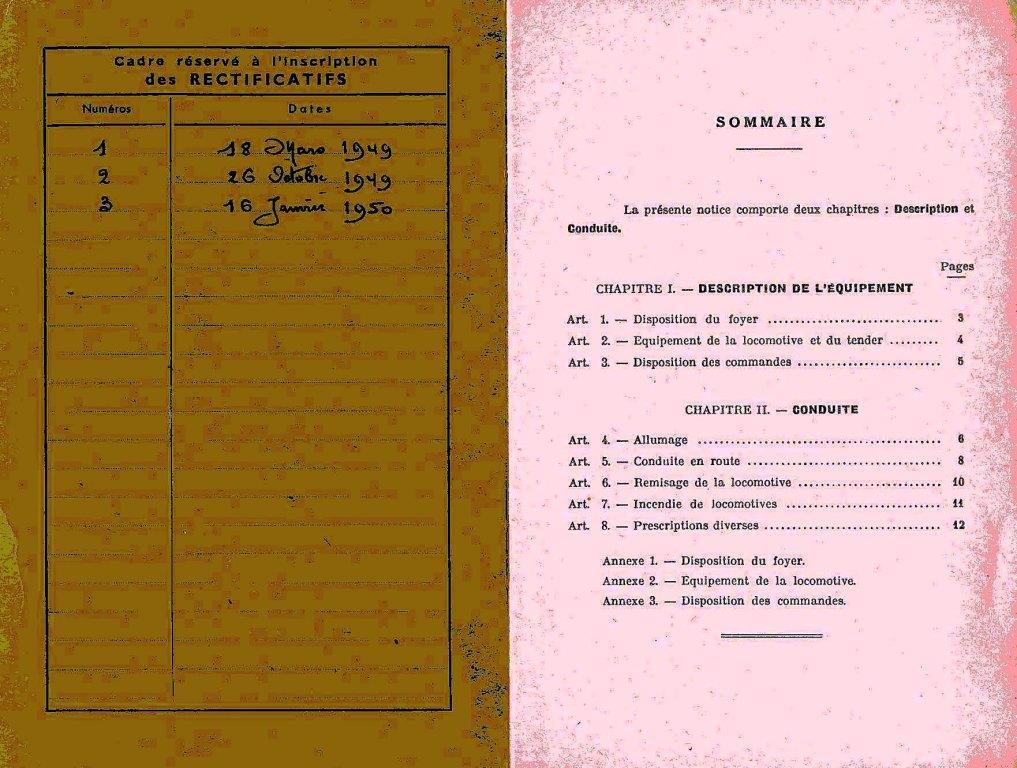 Cadre réservé à l'inscription
des RECTIFICATIFS
Numéros Dates
1 18 Mars 1949
2 26 Octobre 1949
3 16 Janvier 1950
SOMMAIRE
La présente notice comporte deux chapitres : Description et
Conduite.
Pages
CHAPITRE I. — DESCRIPTION DE L'ÉQUIPEMENT
Art. 1. — Disposition du foyer ........................................ 3
Art. 2. — Equipement de la locomotive et du tender ......... 4
Art. 3. — Disposition des commandes .......................... 5
CHAPITRE II. — CONDUITE
Art. 4. — Allumage ............................................. 6
Art. 5. — Conduite en route .................................... 8
Art. 6. — Remisage de la locomotive .......................... 10
Art. 7. — Incendie de locomotives ............................. 11
Art. 8. — Prescriptions diverses ................................ 12
Annexe 1. — Disposition du foyer.
Annexe 2. — Equipement de la locomotive.
Annexe 3. — Disposition des commandes.